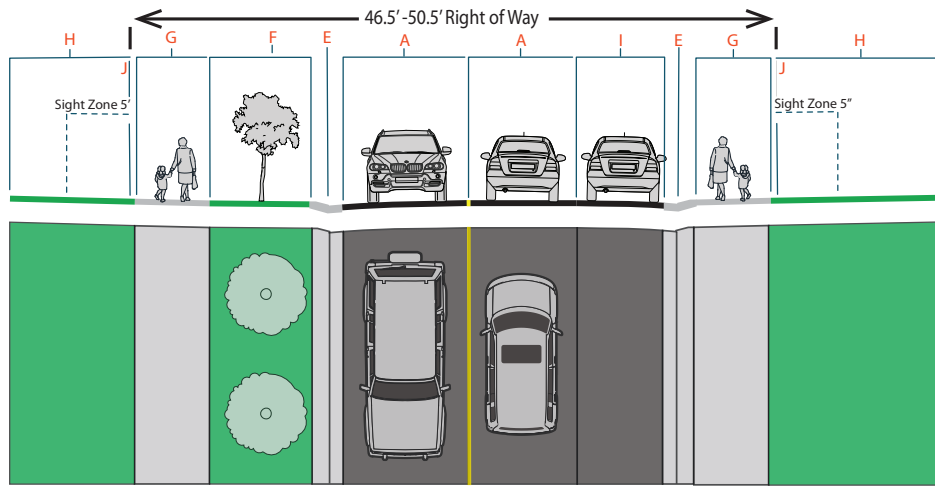 46.5' -50.5' Right of Way
H G F E A A I E G H
J J
Sight Zone 5' Sight Zone 5"